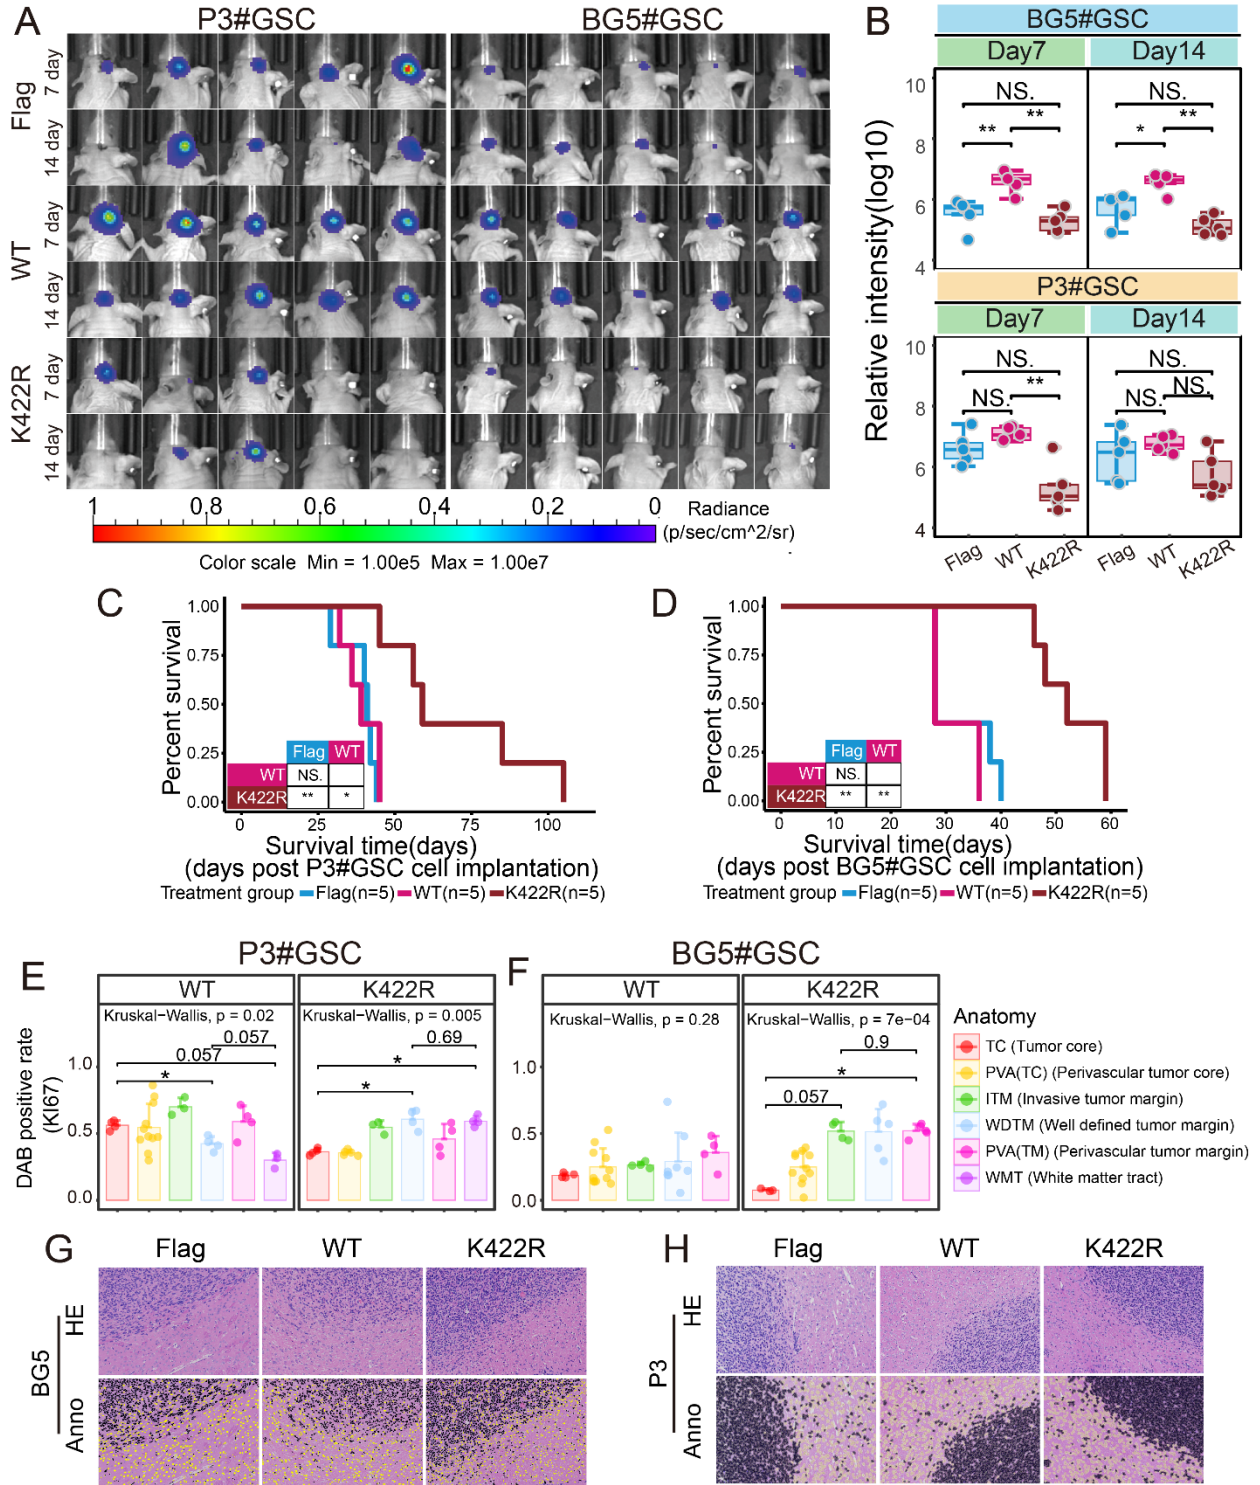 A
P3#GSC
BG5#GSC
Flag
7 day
14 day
WT
7 day
14 day
K422R
7 day
14 day
1 0.8 0.6 0.4 0.2 0 Radiance
(p/sec/cm^2/sr)
Color scale Min = 1.00e5 Max = 1.00e7
B
BG5#GSC
Day7 Day14
10
8
6
4
NS.
** **
NS.
* **
Relative intensity(log10)
P3#GSC
Day7 Day14
10
8
6
4
NS.
NS. **
NS.
NS. NS.
Flag WT K422R Flag WT K422R
C
Percent survival
1.00
0.75
0.50
0.25
0.00
Flag WT
WT NS.
K422R ** *
0 25 50 75 100
Survival time(days)
(days post P3#GSC cell implantation)
Treatment group Flag(n=5) WT(n=5) K422R(n=5)
D
Percent survival
1.00
0.75
0.50
0.25
0.00
Flag WT
WT NS.
K422R ** **
0 10 20 30 40 50 60
Survival time(days)
(days post BG5#GSC cell implantation)
Treatment group Flag(n=5) WT(n=5) K422R(n=5)
E
P3#GSC
WT K422R
Kruskal-Wallis, p = 0.02
Kruskal-Wallis, p = 0.005
0.057
0.057
*
0.69
*
*
DAB positive rate
(KI67)
1.0
0.5
0.0
F
BG5#GSC
WT K422R
Kruskal-Wallis, p = 0.28
Kruskal-Wallis, p = 7e-04
0.9
*
0.057
1.0
0.5
0.0
Anatomy
TC (Tumor core)
PVA(TC) (Perivascular tumor core)
ITM (Invasive tumor margin)
WDTM (Well defined tumor margin)
PVA(TM) (Perivascular tumor margin)
WMT (White matter tract)
G
Flag WT K422R
BG5
HE
Anno
H
Flag WT K422R
P3
HE
Anno